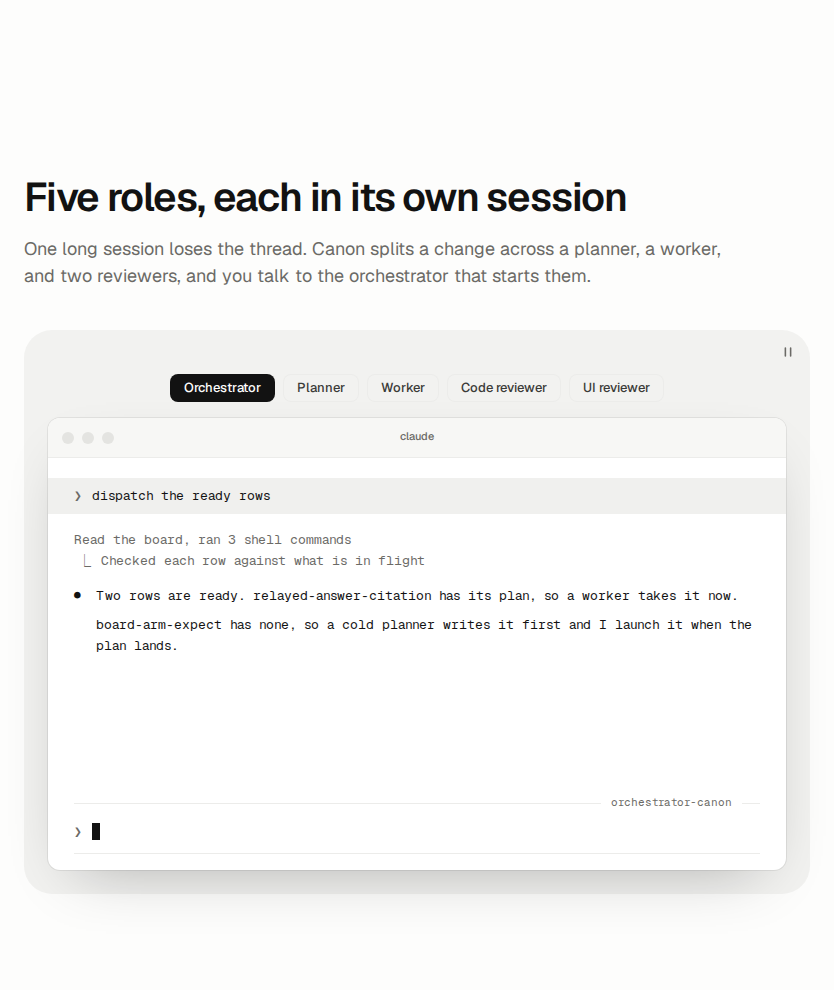 Five roles, each in its own session
One long session loses the thread. Canon splits a change across a planner, a worker,
and two reviewers, and you talk to the orchestrator that starts them.
Orchestrator
Planner
Worker
Code reviewer
UI reviewer
claude
❯ dispatch the ready rows
Read the board, ran 3 shell commands
⎿ Checked each row against what is in flight
● Two rows are ready. relayed-answer-citation has its plan, so a worker takes it now.
board-arm-expect has none, so a cold planner writes it first and I launch it when the
plan lands.
orchestrator-canon
❯